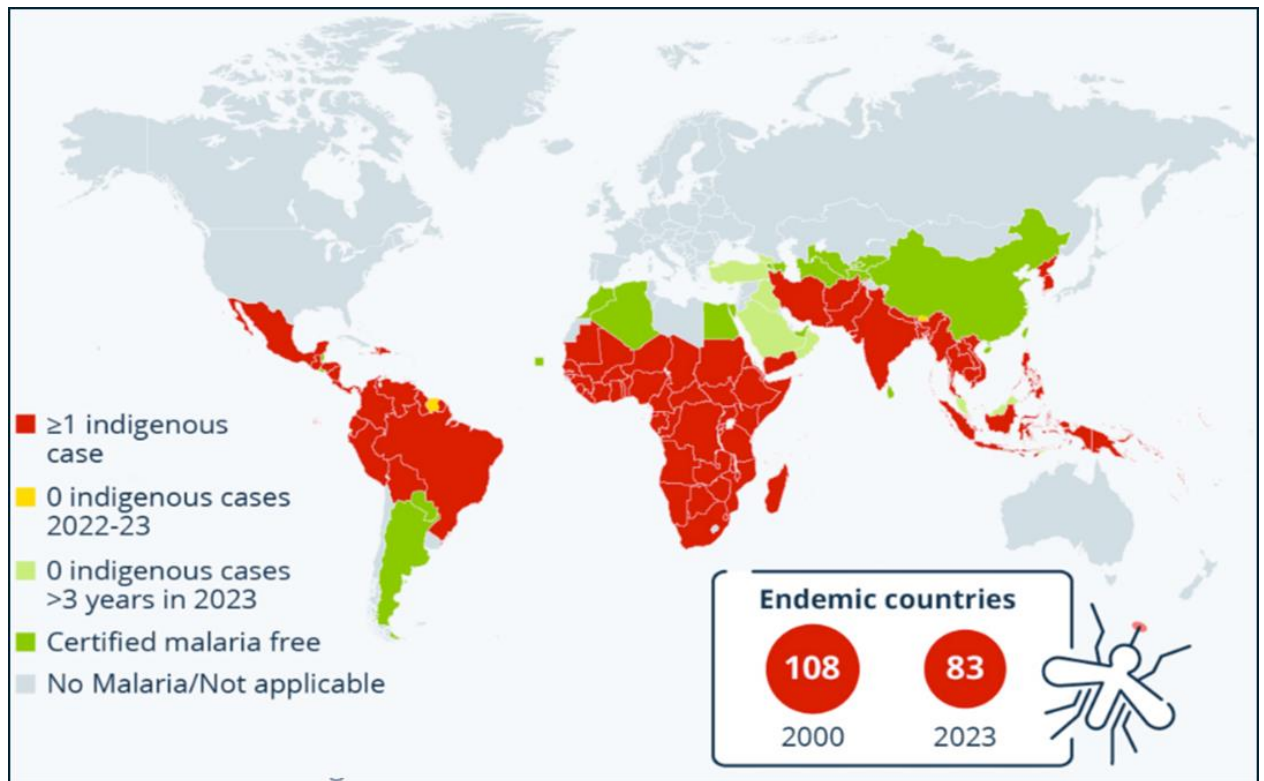 ≥1 indigenous
case
0 indigenous cases
2022-23
0 indigenous cases
>3 years in 2023
Certified malaria free
No Malaria/Not applicable
Endemic countries
108
83
2000
2023